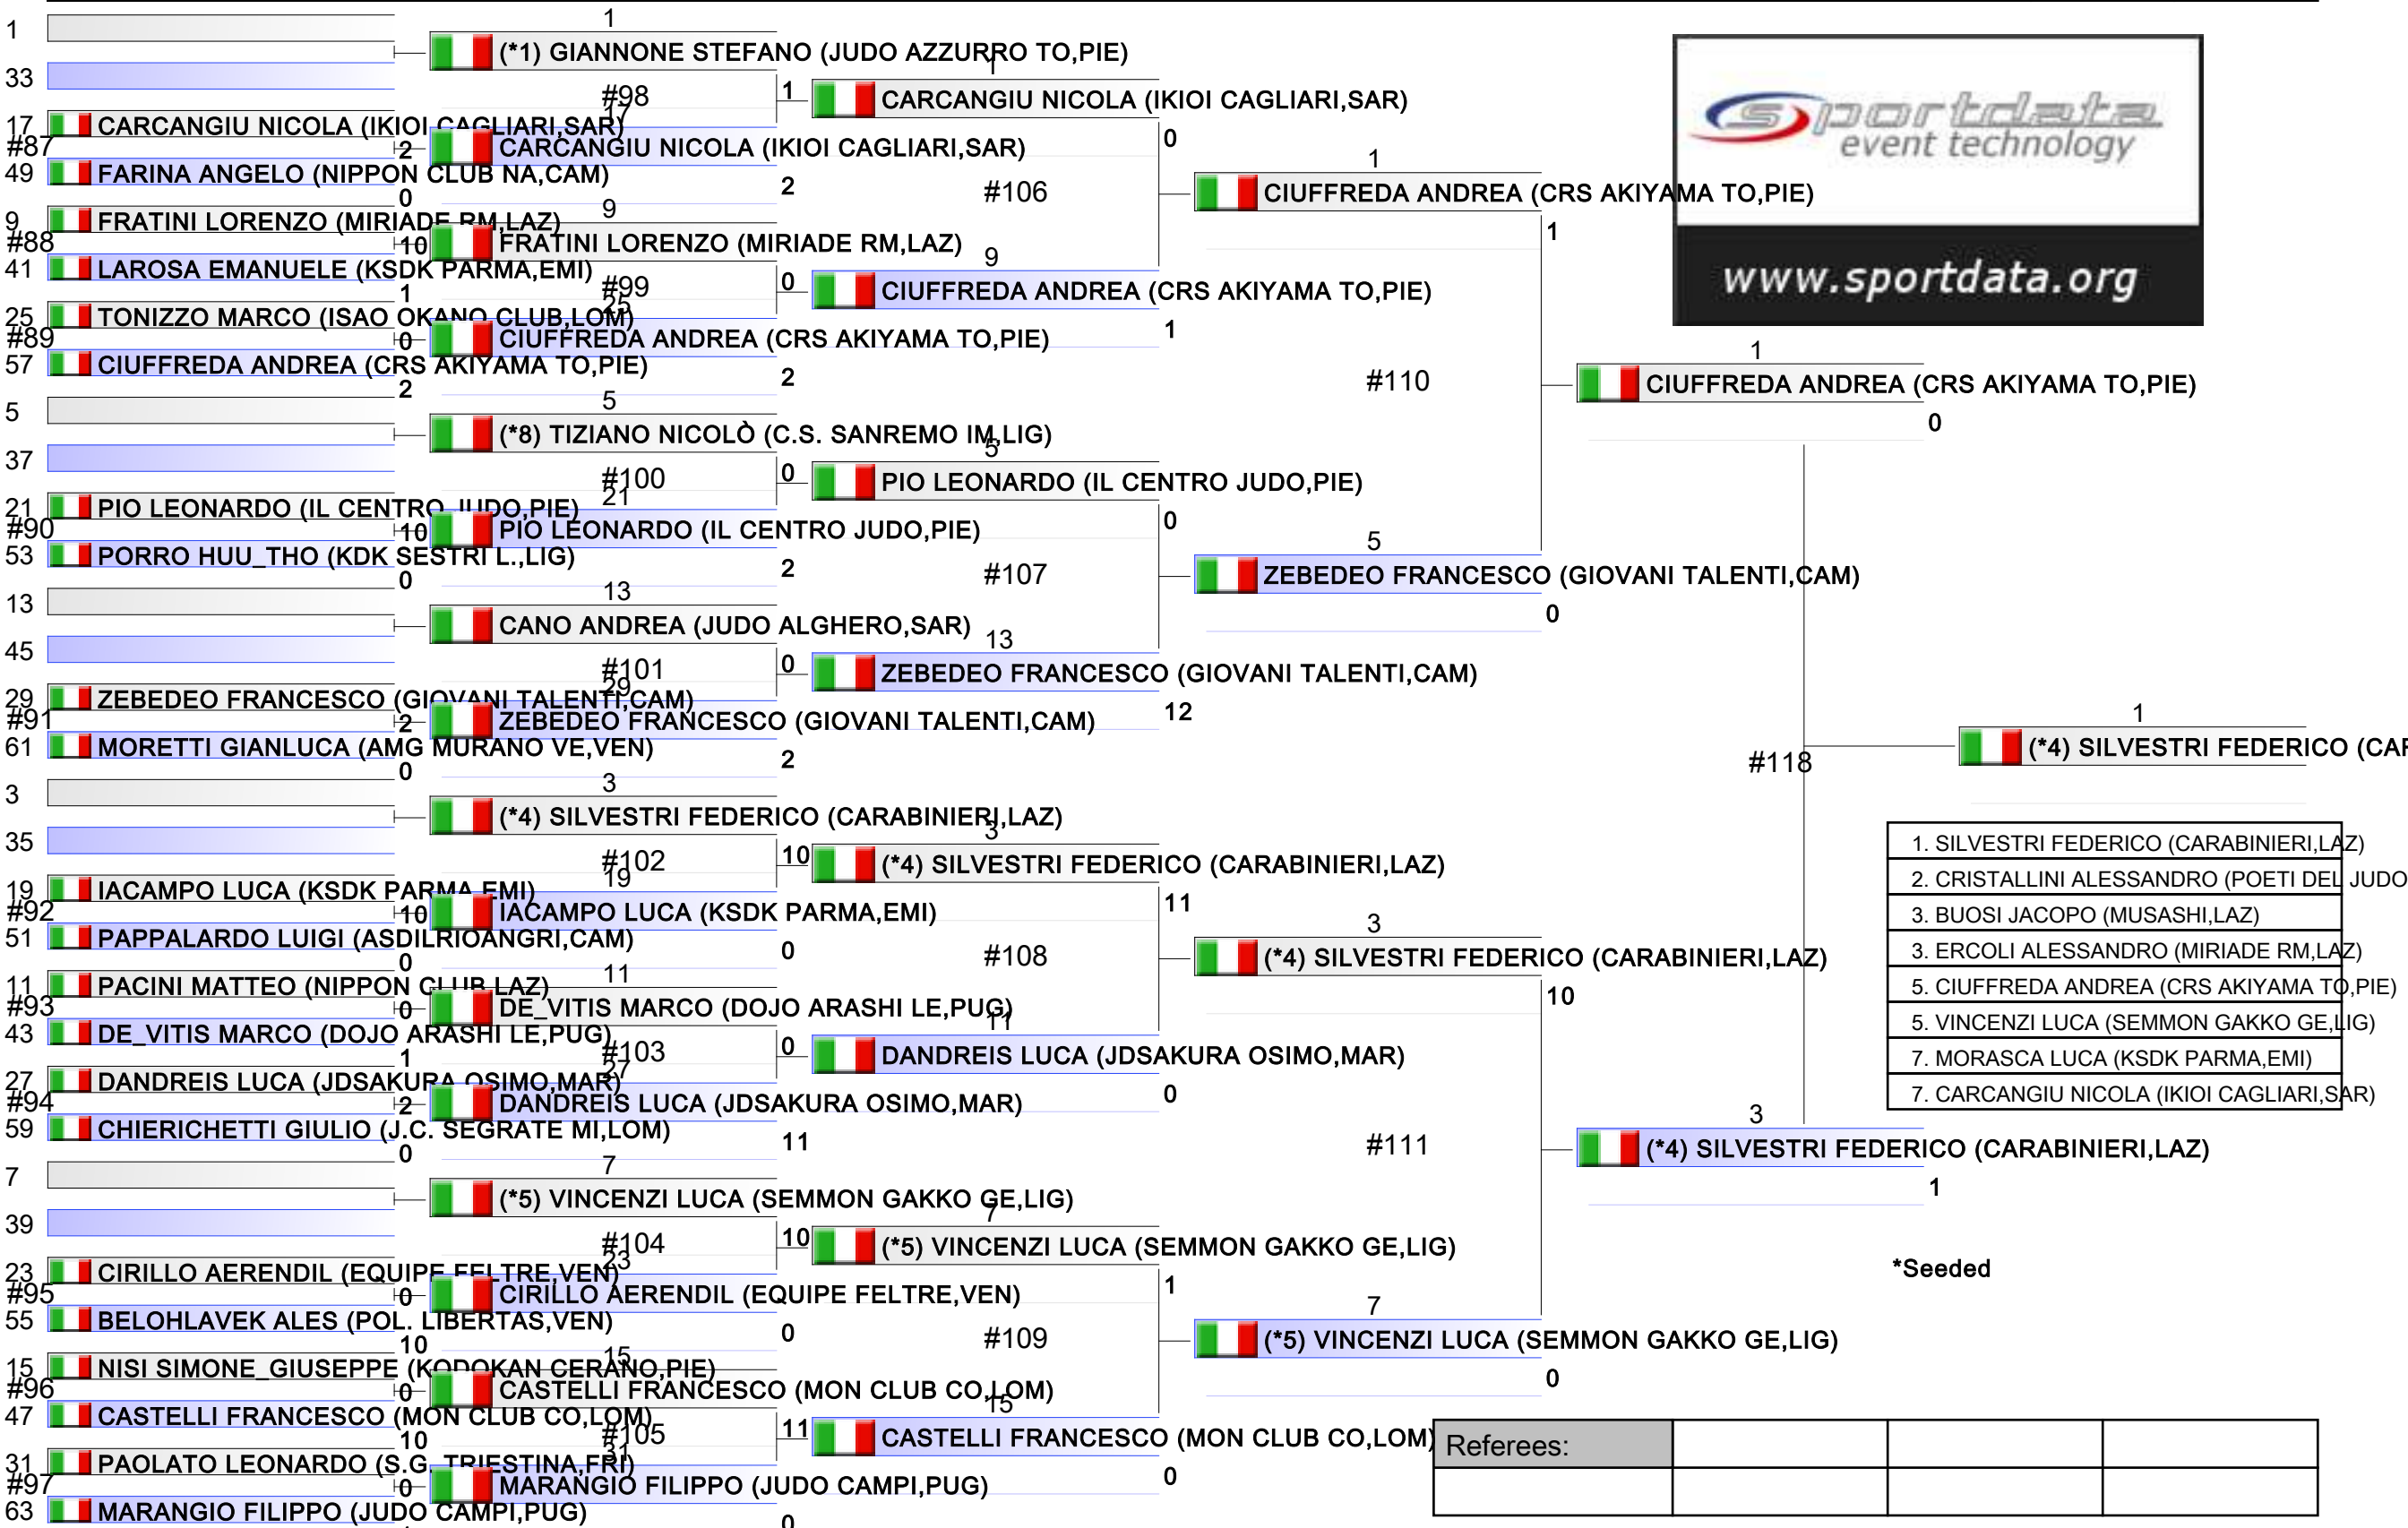 1
33
17 CARCANGIU NICOLA (IKIOI CAGLIARI,SAR)
#87 2
49 FARINA ANGELO (NIPPON CLUB NA,CAM)
0
9 FRATINI LORENZO (MIRIADE RM,LAZ)
#88 10
41 LAROSA EMANUELE (KSDK PARMA,EMI)
1
25 TONIZZO MARCO (ISAO OKANO CLUB,LOM)
#89 0
57 CIUFFREDA ANDREA (CRS AKIYAMA TO,PIE)
2
5
37
21 PIO LEONARDO (IL CENTRO JUDO,PIE)
#90 10
53 PORRO HUU_THO (KDK SESTRI L.,LIG)
0
13
45
29 ZEBEDEO FRANCESCO (GIOVANI TALENTI,CAM)
#91 2
61 MORETTI GIANLUCA (AMG MURANO VE,VEN)
0
3
35
19 IACAMPO LUCA (KSDK PARMA,EMI)
#92 10
51 PAPPALARDO LUIGI (ASDILRIOANGRI,CAM)
0
11 PACINI MATTEO (NIPPON CLUB,LAZ)
#93 0
43 DE_VITIS MARCO (DOJO ARASHI LE,PUG)
1
27 DANDREIS LUCA (JDSAKURA OSIMO,MAR)
#94 2
59 CHIERICHETTI GIULIO (J.C. SEGRATE MI,LOM)
0
7
39
23 CIRILLO AERENDIL (EQUIPE FELTRE,VEN)
#95 0
55 BELOHLAVEK ALES (POL. LIBERTAS,VEN)
10
15 NISI SIMONE_GIUSEPPE (KODOKAN CERANO,PIE)
#96 0
47 CASTELLI FRANCESCO (MON CLUB CO,LOM)
10
31 PAOLATO LEONARDO (S.G. TRIESTINA,FRI)
#97 0
63 MARANGIO FILIPPO (JUDO CAMPI,PUG)
1
(*1) GIANNONE STEFANO (JUDO AZZURRO TO,PIE)
#98 1
17
CARCANGIU NICOLA (IKIOI CAGLIARI,SAR)
2
9
FRATINI LORENZO (MIRIADE RM,LAZ)
#99 0
25
CIUFFREDA ANDREA (CRS AKIYAMA TO,PIE)
2
5
(*8) TIZIANO NICOLÒ (C.S. SANREMO IM,LIG)
#100 0
21
PIO LEONARDO (IL CENTRO JUDO,PIE)
2
13
CANO ANDREA (JUDO ALGHERO,SAR)
#101 0
29
ZEBEDEO FRANCESCO (GIOVANI TALENTI,CAM)
2
3
(*4) SILVESTRI FEDERICO (CARABINIERI,LAZ)
#102 10
19
IACAMPO LUCA (KSDK PARMA,EMI)
0
11
DE_VITIS MARCO (DOJO ARASHI LE,PUG)
#103 0
27
DANDREIS LUCA (JDSAKURA OSIMO,MAR)
11
7
(*5) VINCENZI LUCA (SEMMON GAKKO GE,LIG)
#104 10
23
CIRILLO AERENDIL (EQUIPE FELTRE,VEN)
0
15
CASTELLI FRANCESCO (MON CLUB CO,LOM)
#105 11
31
MARANGIO FILIPPO (JUDO CAMPI,PUG)
0
1
CARCANGIU NICOLA (IKIOI CAGLIARI,SAR)
0
#106
9
CIUFFREDA ANDREA (CRS AKIYAMA TO,PIE)
1
5
PIO LEONARDO (IL CENTRO JUDO,PIE)
0
#107
13
ZEBEDEO FRANCESCO (GIOVANI TALENTI,CAM)
12
3
(*4) SILVESTRI FEDERICO (CARABINIERI,LAZ)
11
#108
11
DANDREIS LUCA (JDSAKURA OSIMO,MAR)
0
7
(*5) VINCENZI LUCA (SEMMON GAKKO GE,LIG)
1
#109
15
CASTELLI FRANCESCO (MON CLUB CO,LOM)
0
1
CIUFFREDA ANDREA (CRS AKIYAMA TO,PIE)
1
#110
5
ZEBEDEO FRANCESCO (GIOVANI TALENTI,CAM)
0
3
(*4) SILVESTRI FEDERICO (CARABINIERI,LAZ)
10
#111
7
(*5) VINCENZI LUCA (SEMMON GAKKO GE,LIG)
0
sportdata
event technology
www.sportdata.org
1
CIUFFREDA ANDREA (CRS AKIYAMA TO,PIE)
0
#118
3
(*4) SILVESTRI FEDERICO (CARABINIERI,LAZ)
1
1
(*4) SILVESTRI FEDERICO (CAR
1. SILVESTRI FEDERICO (CARABINIERI,LAZ)
2. CRISTALLINI ALESSANDRO (POETI DEL JUDO
3. BUOSI JACOPO (MUSASHI,LAZ)
3. ERCOLI ALESSANDRO (MIRIADE RM,LAZ)
5. CIUFFREDA ANDREA (CRS AKIYAMA TO,PIE)
5. VINCENZI LUCA (SEMMON GAKKO GE,LIG)
7. MORASCA LUCA (KSDK PARMA,EMI)
7. CARCANGIU NICOLA (IKIOI CAGLIARI,SAR)
*Seeded
Referees: